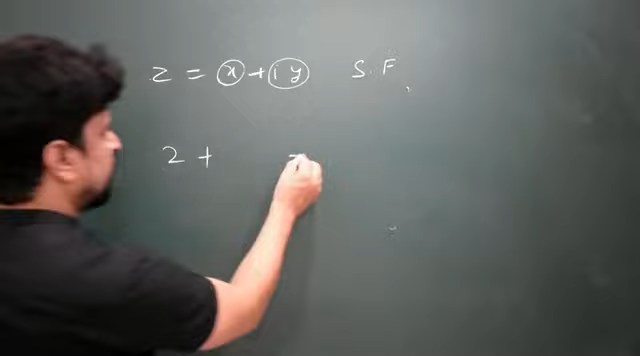 z = x + iy S.F
2 +